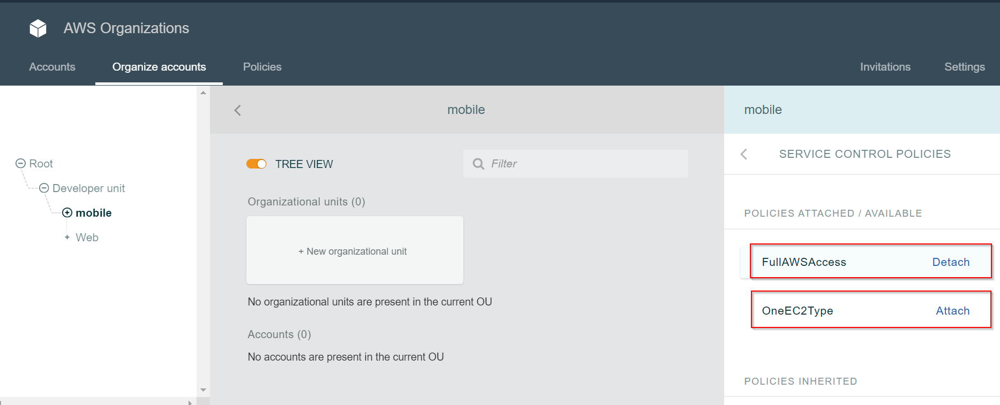 AWS Organizations
Accounts
Organize accounts
Policies
Invitations
Settings
Root
Developer unit
mobile
Web
mobile
TREE VIEW
Filter
Organizational units (0)
+ New organizational unit
No organizational units are present in the current OU
Accounts (0)
No accounts are present in the current OU
mobile
SERVICE CONTROL POLICIES
POLICIES ATTACHED / AVAILABLE
FullAWSAccess Detach
OneEC2Type Attach
POLICIES INHERITED